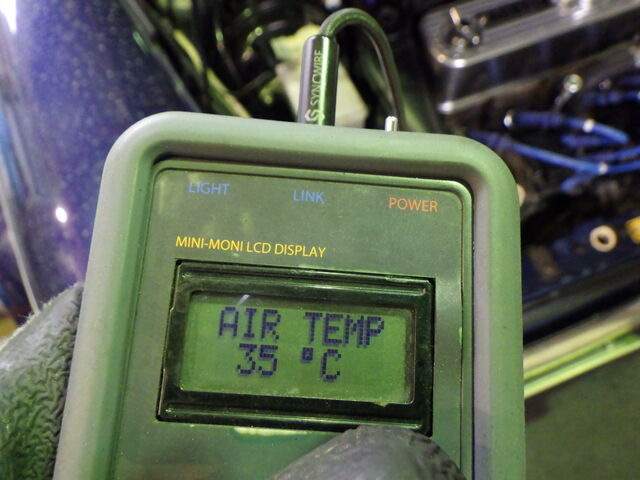 SYNCWIRE
LIGHT LINK POWER
MINI-MONI LCD DISPLAY
AIR TEMP
35 °C